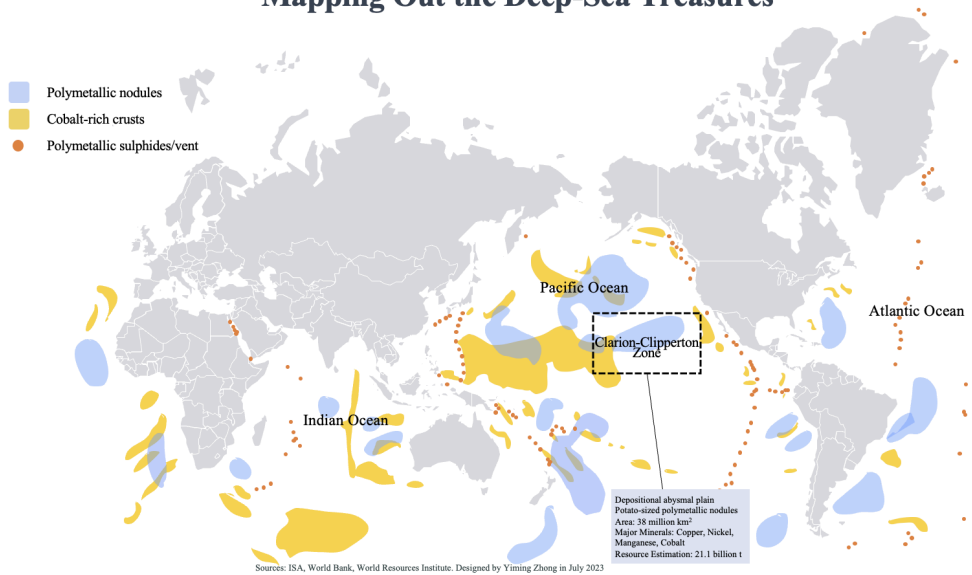 Mapping Out the Deep-Sea Treasures
Polymetallic nodules
Cobalt-rich crusts
Polymetallic sulphides/vent
Pacific Ocean
Atlantic Ocean
Clarion-Clipperton
Zone
Indian Ocean
Depositional abysmal plain
Potato-sized polymetallic nodules
Area: 38 million km²
Major Minerals: Copper, Nickel,
Manganese, Cobalt
Resource Estimation: 21.1 billion t
Sources: ISA, World Bank, World Resources Institute. Designed by Yiming Zhong in July 2023